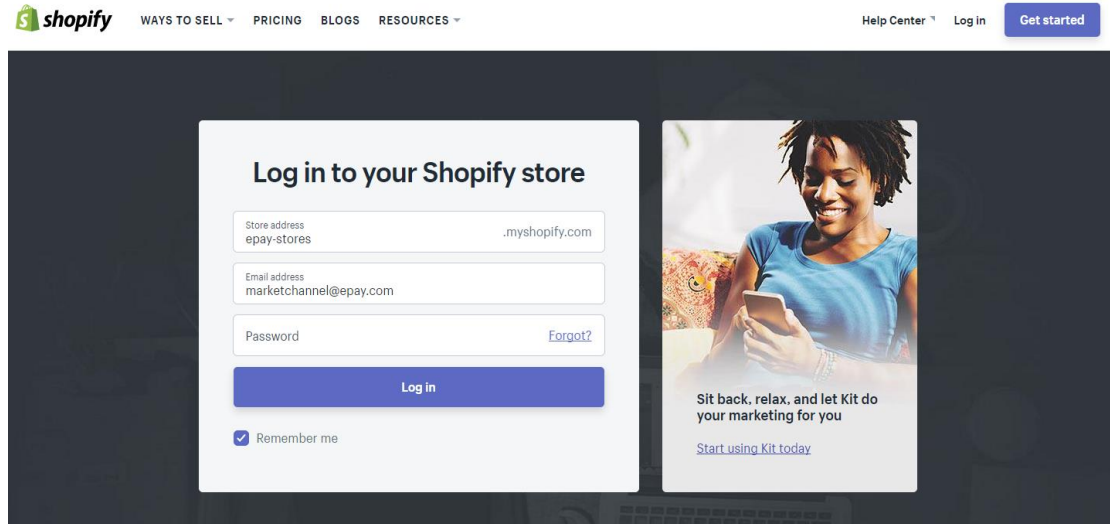 shopify WAYS TO SELL PRICING BLOGS RESOURCES Help Center Log in Get started
Log in to your Shopify store
Store address
epay-stores .myshopify.com
Email address
marketchannel@epay.com
Password Forgot?
Log in
Remember me
Sit back, relax, and let Kit do
your marketing for you
Start using Kit today